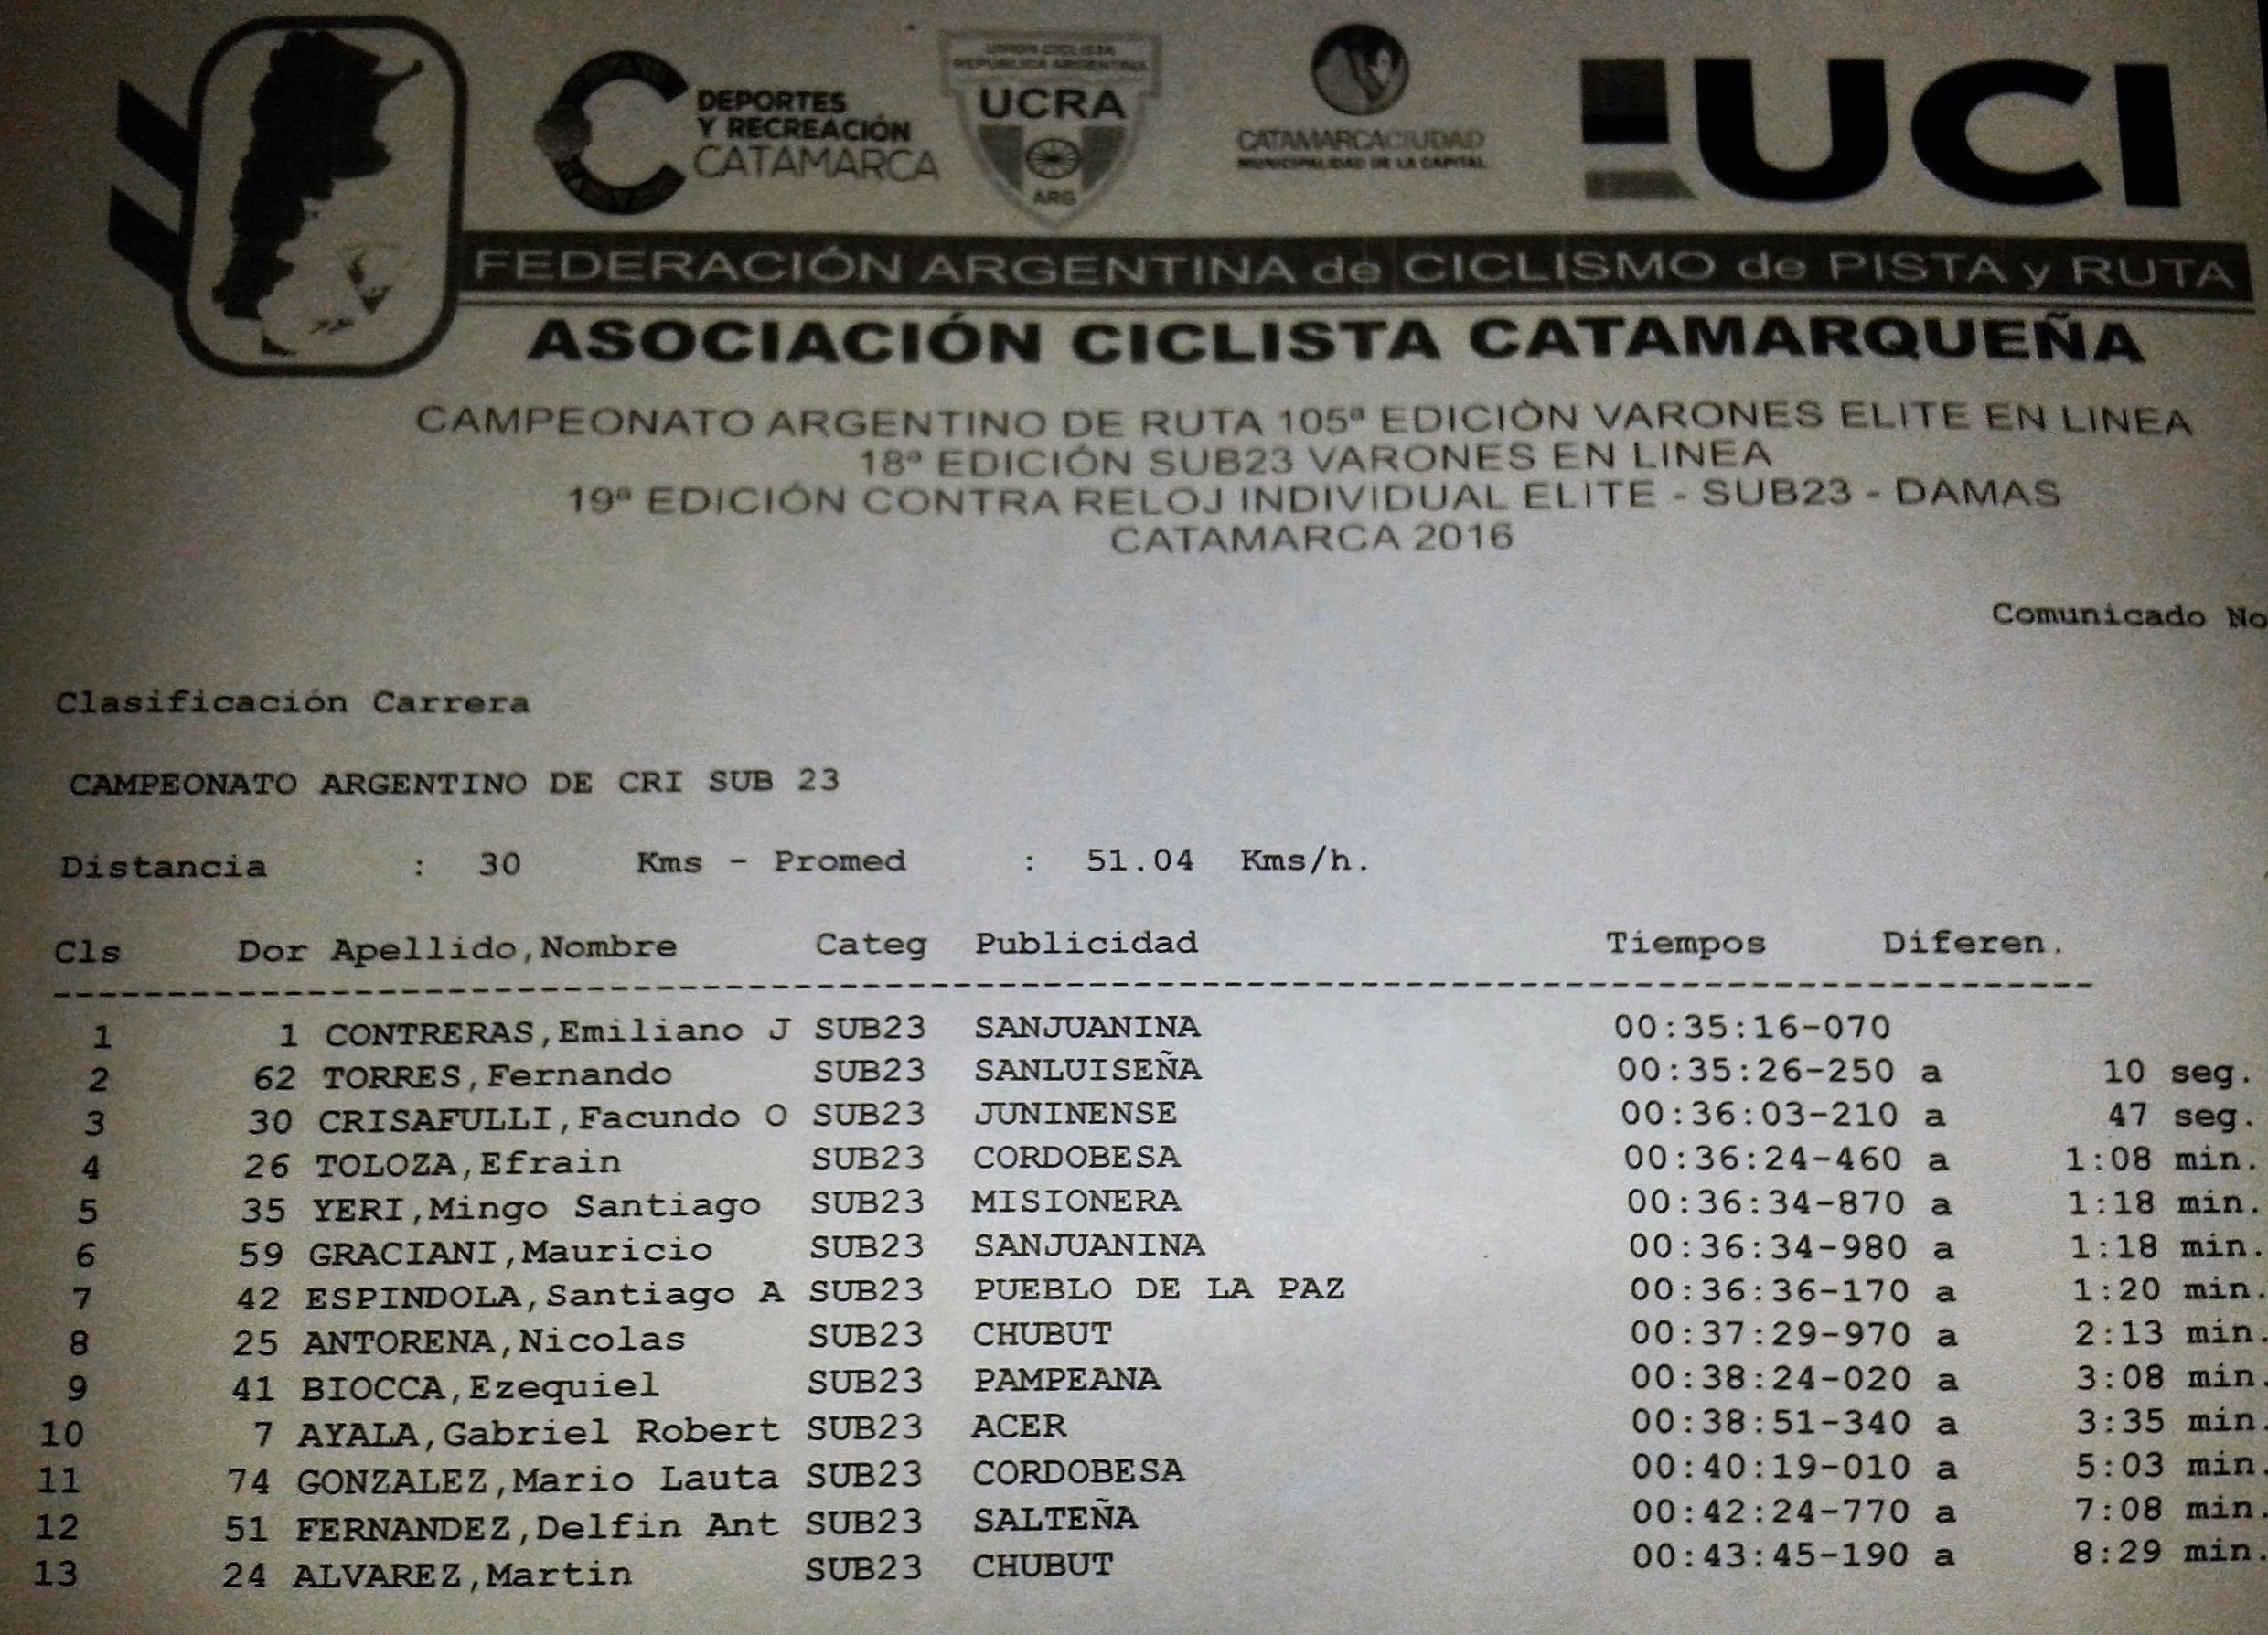 DEPORTES
Y RECREACIÓN
CATAMARCA
UNION CICLISTA
REPÚBLICA ARGENTINA
UCRA
ARG
CATAMARCACIUDAD
MUNICIPALIDAD DE LA CAPITAL
UCI
FEDERACIÓN ARGENTINA de CICLISMO de PISTA y RUTA
ASOCIACIÓN CICLISTA CATAMARQUEÑA
CAMPEONATO ARGENTINO DE RUTA 105ª EDICIÒN VARONES ELITE EN LINEA
18ª EDICIÓN SUB23 VARONES EN LINEA
19ª EDICIÓN CONTRA RELOJ INDIVIDUAL ELITE - SUB23 - DAMAS
CATAMARCA 2016
Comunicado No
Clasificación Carrera
CAMPEONATO ARGENTINO DE CRI SUB 23
Distancia : 30 Kms - Promed : 51.04 Kms/h.
Cls Dor Apellido,Nombre Categ Publicidad Tiempos Diferen.
1 1 CONTRERAS,Emiliano J SUB23 SANJUANINA 00:35:16-070
2 62 TORRES,Fernando SUB23 SANLUISEÑA 00:35:26-250 a 10 seg.
3 30 CRISAFULLI,Facundo O SUB23 JUNINENSE 00:36:03-210 a 47 seg.
4 26 TOLOZA,Efrain SUB23 CORDOBESA 00:36:24-460 a 1:08 min.
5 35 YERI,Mingo Santiago SUB23 MISIONERA 00:36:34-870 a 1:18 min.
6 59 GRACIANI,Mauricio SUB23 SANJUANINA 00:36:34-980 a 1:18 min.
7 42 ESPINDOLA,Santiago A SUB23 PUEBLO DE LA PAZ 00:36:36-170 a 1:20 min.
8 25 ANTORENA,Nicolas SUB23 CHUBUT 00:37:29-970 a 2:13 min.
9 41 BIOCCA,Ezequiel SUB23 PAMPEANA 00:38:24-020 a 3:08 min.
10 7 AYALA,Gabriel Robert SUB23 ACER 00:38:51-340 a 3:35 min.
11 74 GONZALEZ,Mario Lauta SUB23 CORDOBESA 00:40:19-010 a 5:03 min.
12 51 FERNANDEZ,Delfin Ant SUB23 SALTEÑA 00:42:24-770 a 7:08 min.
13 24 ALVAREZ,Martin SUB23 CHUBUT 00:43:45-190 a 8:29 min.